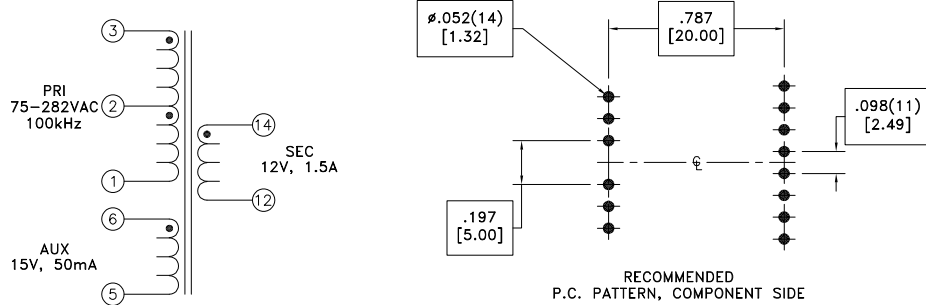 3
PRI
75-282VAC
100kHz
2
1
14
SEC
12V, 1.5A
12
6
AUX
15V, 50mA
5
ø.052(14)
[1.32]
.787
[20.00]
.098(11)
[2.49]
℄
.197
[5.00]
RECOMMENDED
P.C. PATTERN, COMPONENT SIDE